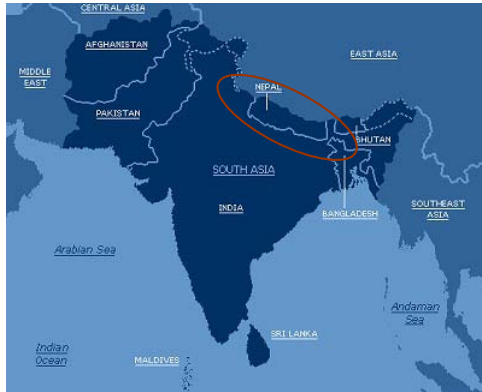 CENTRAL ASIA
AFGHANISTAN
EAST ASIA
MIDDLE
EAST
NEPAL
PAKISTAN
BHUTAN
SOUTH ASIA
INDIA
BANGLADESH
SOUTHEAST
ASIA
Arabian Sea
Andaman
Sea
SRI LANKA
Indian
Ocean
MALDIVES